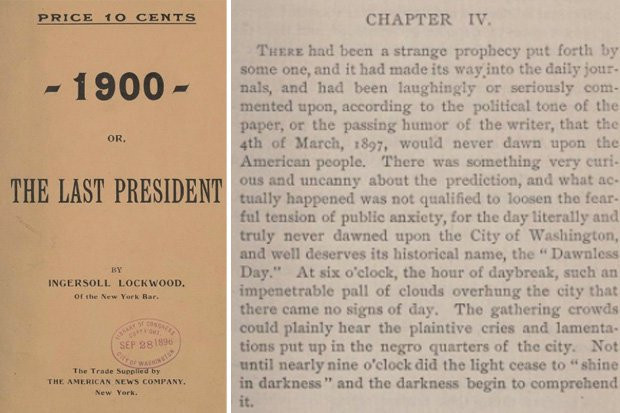 PRICE 10 CENTS
- 1900 -
OR,
THE LAST PRESIDENT
BY
INGERSOLL LOCKWOOD,
Of the New York Bar.
LIBRARY OF CONGRESS
COPYRIGHT
SEP 28 1896
CITY OF WASHINGTON
The Trade Supplied by
THE AMERICAN NEWS COMPANY,
New York.
CHAPTER IV.
THERE had been a strange prophecy put forth by
some one, and it had made its way into the daily jour-
nals, and had been laughingly or seriously com-
mented upon, according to the political tone of the
paper, or the passing humor of the writer, that the
4th of March, 1897, would never dawn upon the
American people. There was something very curi-
ous and uncanny about the prediction, and what ac-
tually happened was not qualified to loosen the fear-
ful tension of public anxiety, for the day literally and
truly never dawned upon the City of Washington,
and well deserves its historical name, the "Dawnless
Day." At six o'clock, the hour of daybreak, such an
impenetrable pall of clouds overhung the city that
there came no signs of day. The gathering crowds
could plainly hear the plaintive cries and lamenta-
tions put up in the negro quarters of the city. Not
until nearly nine o'clock did the light cease to "shine
in darkness" and the darkness begin to comprehend
it.